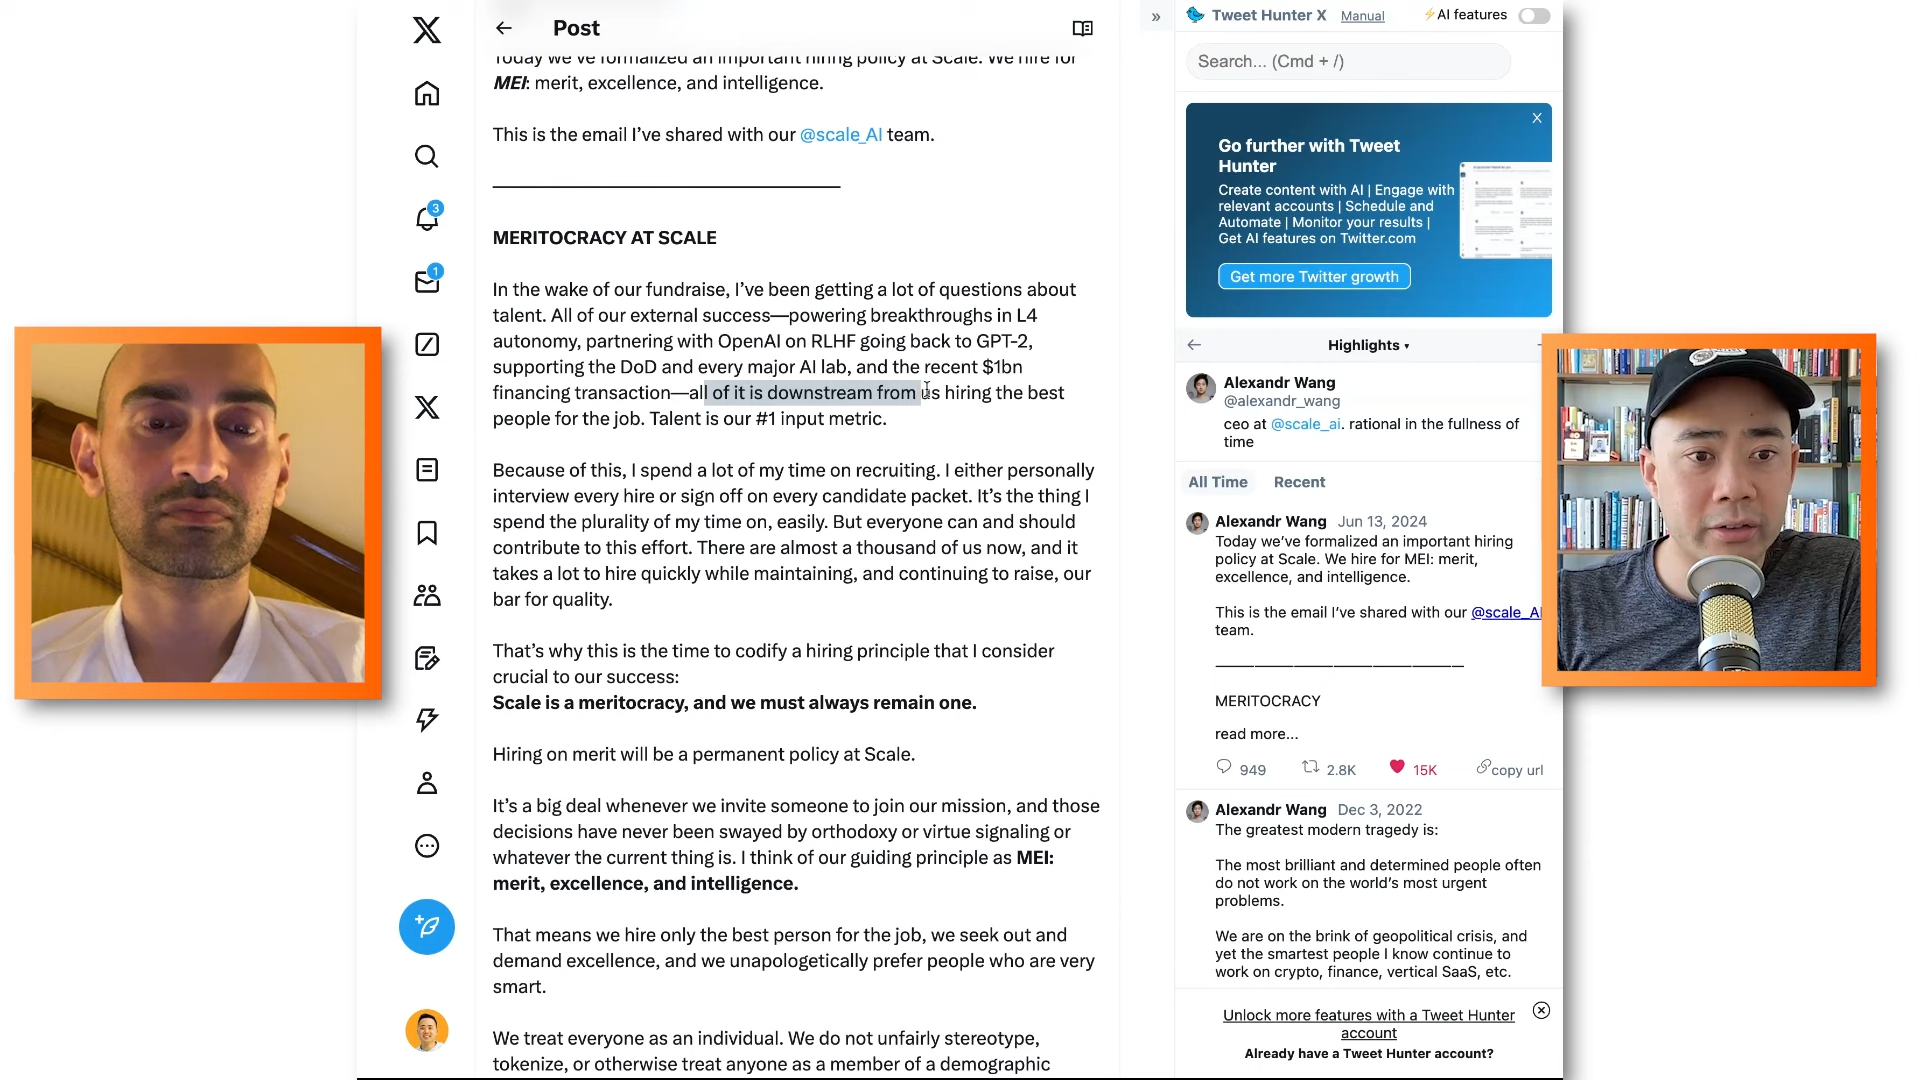 Post
Today we've formalized an important hiring policy at Scale. We hire for
MEI: merit, excellence, and intelligence.
This is the email I've shared with our @scale_AI team.
MERITOCRACY AT SCALE
In the wake of our fundraise, I've been getting a lot of questions about
talent. All of our external success—powering breakthroughs in L4
autonomy, partnering with OpenAI on RLHF going back to GPT-2,
supporting the DoD and every major AI lab, and the recent $1bn
financing transaction—all of it is downstream from us hiring the best
people for the job. Talent is our #1 input metric.
Because of this, I spend a lot of my time on recruiting. I either personally
interview every hire or sign off on every candidate packet. It's the thing I
spend the plurality of my time on, easily. But everyone can and should
contribute to this effort. There are almost a thousand of us now, and it
takes a lot to hire quickly while maintaining, and continuing to raise, our
bar for quality.
That's why this is the time to codify a hiring principle that I consider
crucial to our success:
Scale is a meritocracy, and we must always remain one.
Hiring on merit will be a permanent policy at Scale.
It's a big deal whenever we invite someone to join our mission, and those
decisions have never been swayed by orthodoxy or virtue signaling or
whatever the current thing is. I think of our guiding principle as MEI:
merit, excellence, and intelligence.
That means we hire only the best person for the job, we seek out and
demand excellence, and we unapologetically prefer people who are very
smart.
We treat everyone as an individual. We do not unfairly stereotype,
tokenize, or otherwise treat anyone as a member of a demographic
3
1
» Tweet Hunter X Manual ⚡AI features
Search... (Cmd + /)
X
Go further with Tweet
Hunter
Create content with AI | Engage with
relevant accounts | Schedule and
Automate | Monitor your results |
Get AI features on Twitter.com
Get more Twitter growth
Highlights ▾
Alexandr Wang
@alexandr_wang
ceo at @scale_ai. rational in the fullness of
time
All Time Recent
Alexandr Wang Jun 13, 2024
Today we've formalized an important hiring
policy at Scale. We hire for MEI: merit,
excellence, and intelligence.
This is the email I've shared with our @scale_AI
team.
MERITOCRACY
read more...
949 2.8K 15K copy url
Alexandr Wang Dec 3, 2022
The greatest modern tragedy is:
The most brilliant and determined people often
do not work on the world's most urgent
problems.
We are on the brink of geopolitical crisis, and
yet the smartest people I know continue to
work on crypto, finance, vertical SaaS, etc.
Unlock more features with a Tweet Hunter
account
Already have a Tweet Hunter account?